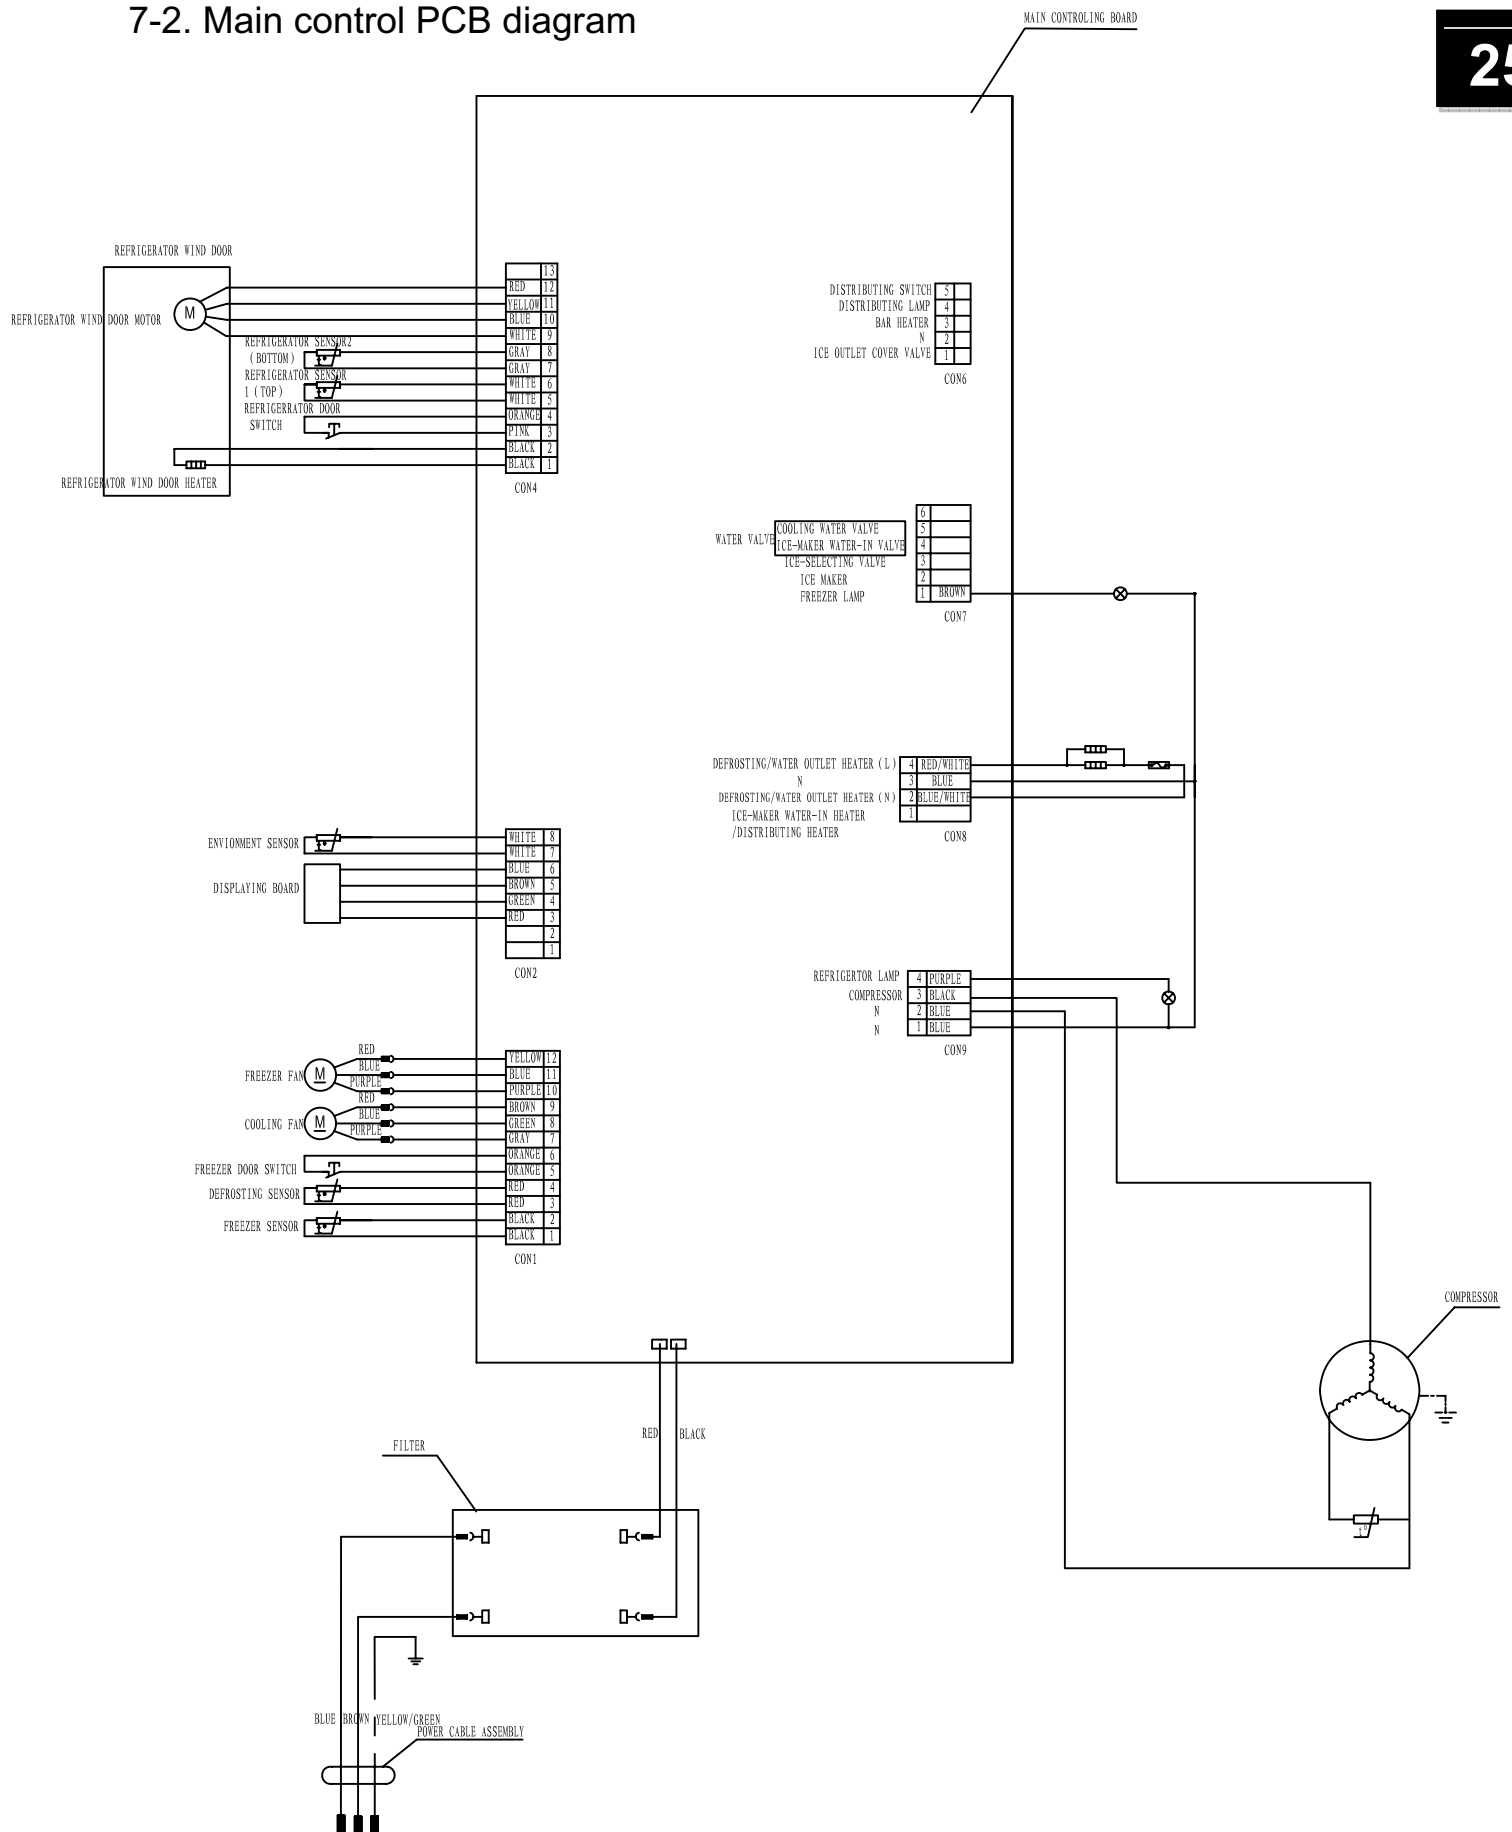 7-2. Main control PCB diagram
MAIN CONTROLING BOARD
25
REFRIGERATOR WIND DOOR
REFRIGERATOR WIND DOOR MOTOR
M
REFRIGERATOR SENSOR2
(BOTTOM)
REFRIGERATOR SENSOR
1 (TOP)
REFRIGERRATOR DOOR
SWITCH
REFRIGERATOR WIND DOOR HEATER
13
RED 12
YELLOW 11
BLUE 10
WHITE 9
GRAY 8
GRAY 7
WHITE 6
WHITE 5
ORANGE 4
PINK 3
BLACK 2
BLACK 1
CON4
DISTRIBUTING SWITCH 5
DISTRIBUTING LAMP 4
BAR HEATER 3
N 2
ICE OUTLET COVER VALVE 1
CON6
6
WATER VALVE
COOLING WATER VALVE 5
ICE-MAKER WATER-IN VALVE 4
ICE-SELECTING VALVE 3
ICE MAKER 2
FREEZER LAMP 1 BROWN
CON7
DEFROSTING/WATER OUTLET HEATER (L) 4 RED/WHITE
N 3 BLUE
DEFROSTING/WATER OUTLET HEATER (N) 2 BLUE/WHITE
ICE-MAKER WATER-IN HEATER 1
/DISTRIBUTING HEATER
CON8
ENVIONMENT SENSOR
DISPLAYING BOARD
WHITE 8
WHITE 7
BLUE 6
BROWN 5
GREEN 4
RED 3
2
1
CON2
REFRIGERTOR LAMP 4 PURPLE
COMPRESSOR 3 BLACK
N 2 BLUE
N 1 BLUE
CON9
FREEZER FAN
M
RED
BLUE
PURPLE
COOLING FAN
M
RED
BLUE
PURPLE
FREEZER DOOR SWITCH
DEFROSTING SENSOR
FREEZER SENSOR
YELLOW 12
BLUE 11
PURPLE 10
BROWN 9
GREEN 8
GRAY 7
ORANGE 6
ORANGE 5
RED 4
RED 3
BLACK 2
BLACK 1
CON1
COMPRESSOR
t°
RED BLACK
FILTER
BLUE BROWN YELLOW/GREEN
POWER CABLE ASSEMBLY